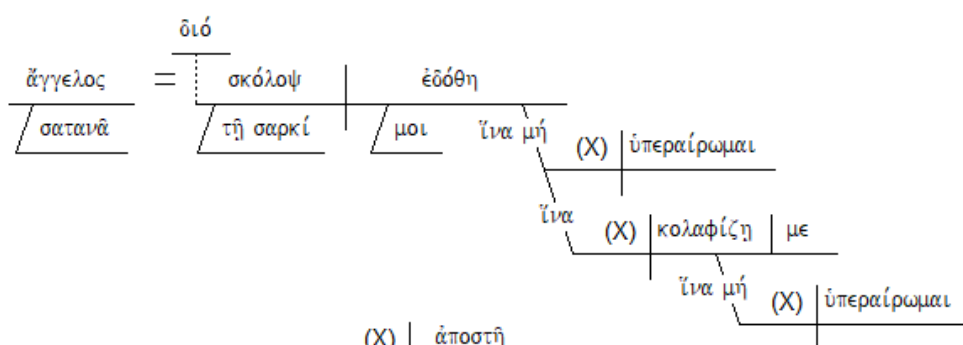 διό
ἄγγελος = σκόλοψ ἐδόθη
σατανᾶ τῇ σαρκί μοι ἵνα μή
(X) ὑπεραίρωμαι
ἵνα (X) κολαφίζῃ με
ἵνα μή (X) ὑπεραίρωμαι
(X) ἀποστῇ